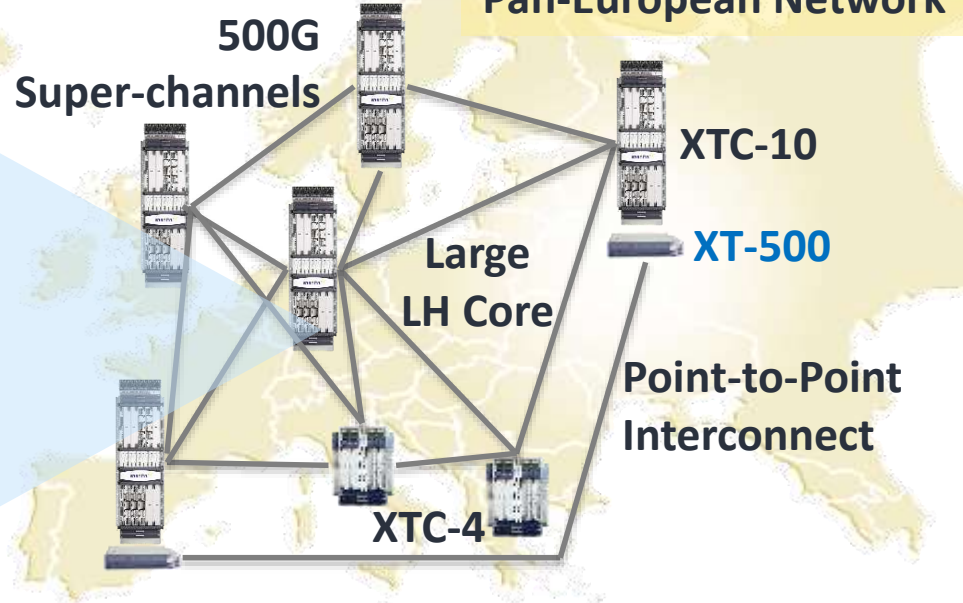 Pan-European Network
500G
Super-channels
XTC-10
XT-500
Large
LH Core
Point-to-Point
Interconnect
XTC-4